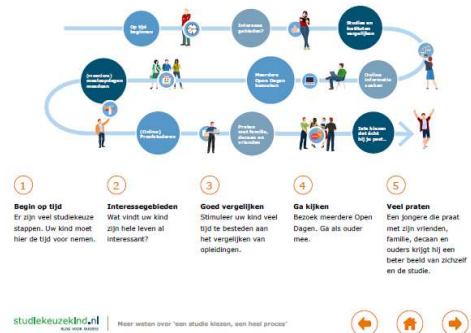 Op tijd
beginnen
Interesse
gebieden?
Studies en
instituten
vergelijken
(meerdere)
meeloopdagen
Meerdere
Open Dagen
bezoeken
Online
informatie
zoeken
(Online)
Proefstuderen
Praten
met familie,
decaan en
vrienden
Iets kiezen
dat écht
bij je past..
1
2
3
4
5
Begin op tijd
Er zijn veel studiekeuze
stappen. Uw kind moet
hier de tijd voor nemen.
Interessegebieden
Wat vindt uw kind
zijn hele leven al
interessant?
Goed vergelijken
Stimuleer uw kind veel
tijd te besteden aan
het vergelijken van
opleidingen.
Ga kijken
Bezoek meerdere Open
Dagen. Ga als ouder
mee.
Veel praten
Een jongere die praat
met zijn vrienden,
familie, decaan en
ouders krijgt hij een
beter beeld van zichzelf
en de studie.
studiekeuzekind.nl
BLOG VOOR OUDERS
Meer weten over 'een studie kiezen, een heel proces'